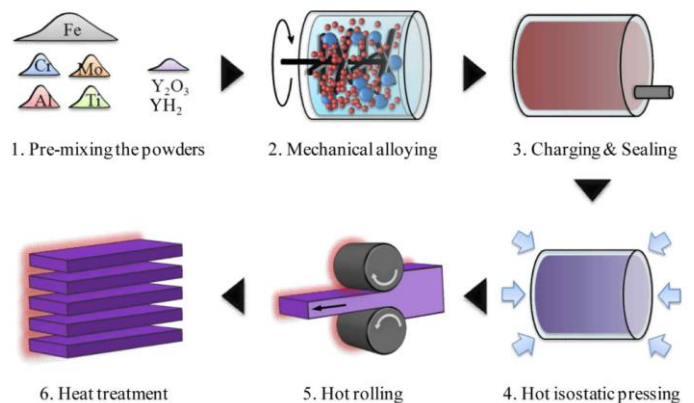 Fe
Cr
Mo
Al
Ti
Y₂O₃
YH₂
1. Pre-mixing the powders
2. Mechanical alloying
3. Charging & Sealing
6. Heat treatment
5. Hot rolling
4. Hot isostatic pressing